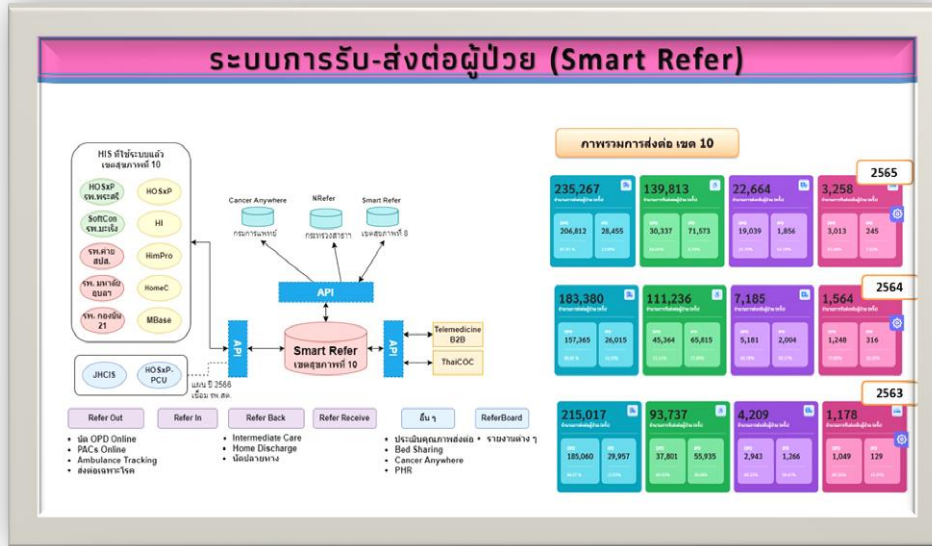 ระบบการรับ-ส่งต่อผู้ป่วย (Smart Refer)
HIS ที่ใช้ระบบแล้ว
เขตสุขภาพที่ 10
HOSxP
รพ.พระศรี
HOSxP
SoftCon
รพ.มะเร็ง
HI
รพ.ค่าย
สปส.
HimPro
รพ. มหาลัย
อุบลฯ
HomeC
รพ. กองบิน
21
MBase
JHCIS
HOSxP-
PCU
แผน ปี 2566
เชื่อม รพ.สต.
Cancer Anywhere
กรมการแพทย์
NRefer
กระทรวงสาธาฯ
Smart Refer
เขตสุขภาพที่ 8
API
API
Smart Refer
เขตสุขภาพที่ 10
API
Telemedicine
B2B
ThaiCOC
Refer Out
Refer In
Refer Back
Refer Receive
อื่น ๆ
ReferBoard
• นัด OPD Online
• PACs Online
• Ambulance Tracking
• ส่งต่อเฉพาะโรค
• Intermediate Care
• Home Discharge
• นัดปลายทาง
• ประเมินคุณภาพส่งต่อ
• Bed Sharing
• Cancer Anywhere
• PHR
• รายงานต่าง ๆ
ภาพรวมการส่งต่อ เขต 10
2565
235,267
139,813
22,664
3,258
206,812
28,455
30,337
71,573
19,039
1,856
3,013
245
2564
183,380
111,236
7,185
1,564
157,365
26,015
45,364
65,815
5,181
2,004
1,248
316
2563
215,017
93,737
4,209
1,178
185,060
29,957
37,801
55,935
2,943
1,266
1,049
129